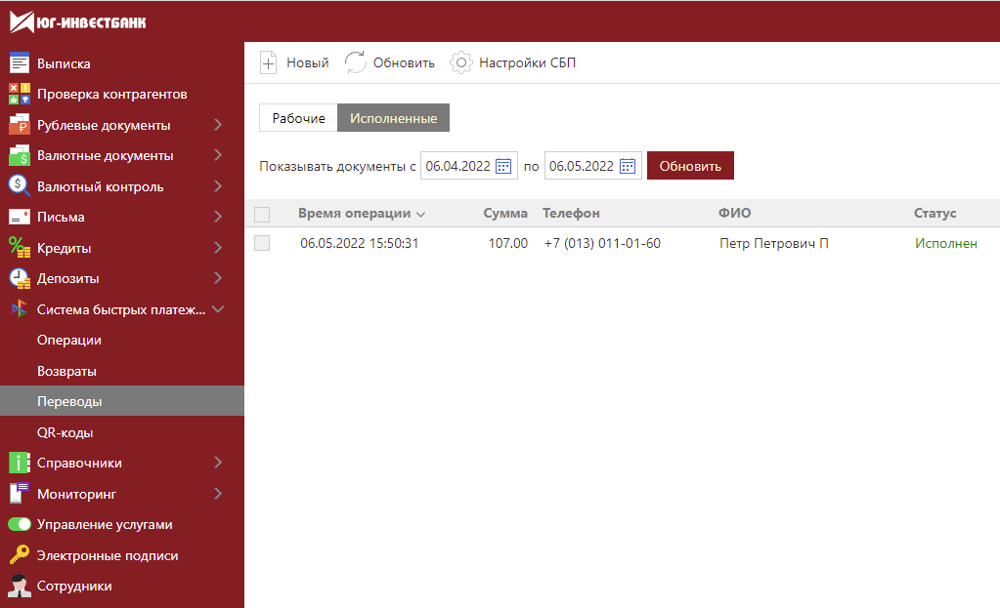 ЮГ-ИНВЕСТБАНК
Выписка
Проверка контрагентов
Рублевые документы
Валютные документы
Валютный контроль
Письма
Кредиты
Депозиты
Система быстрых платеж...
Операции
Возвраты
Переводы
QR-коды
Справочники
Мониторинг
Управление услугами
Электронные подписи
Сотрудники
Новый Обновить Настройки СБП
Рабочие Исполненные
Показывать документы с 06.04.2022 по 06.05.2022 Обновить
Время операции Сумма Телефон ФИО Статус
06.05.2022 15:50:31 107.00 +7 (013) 011-01-60 Петр Петрович П Исполнен